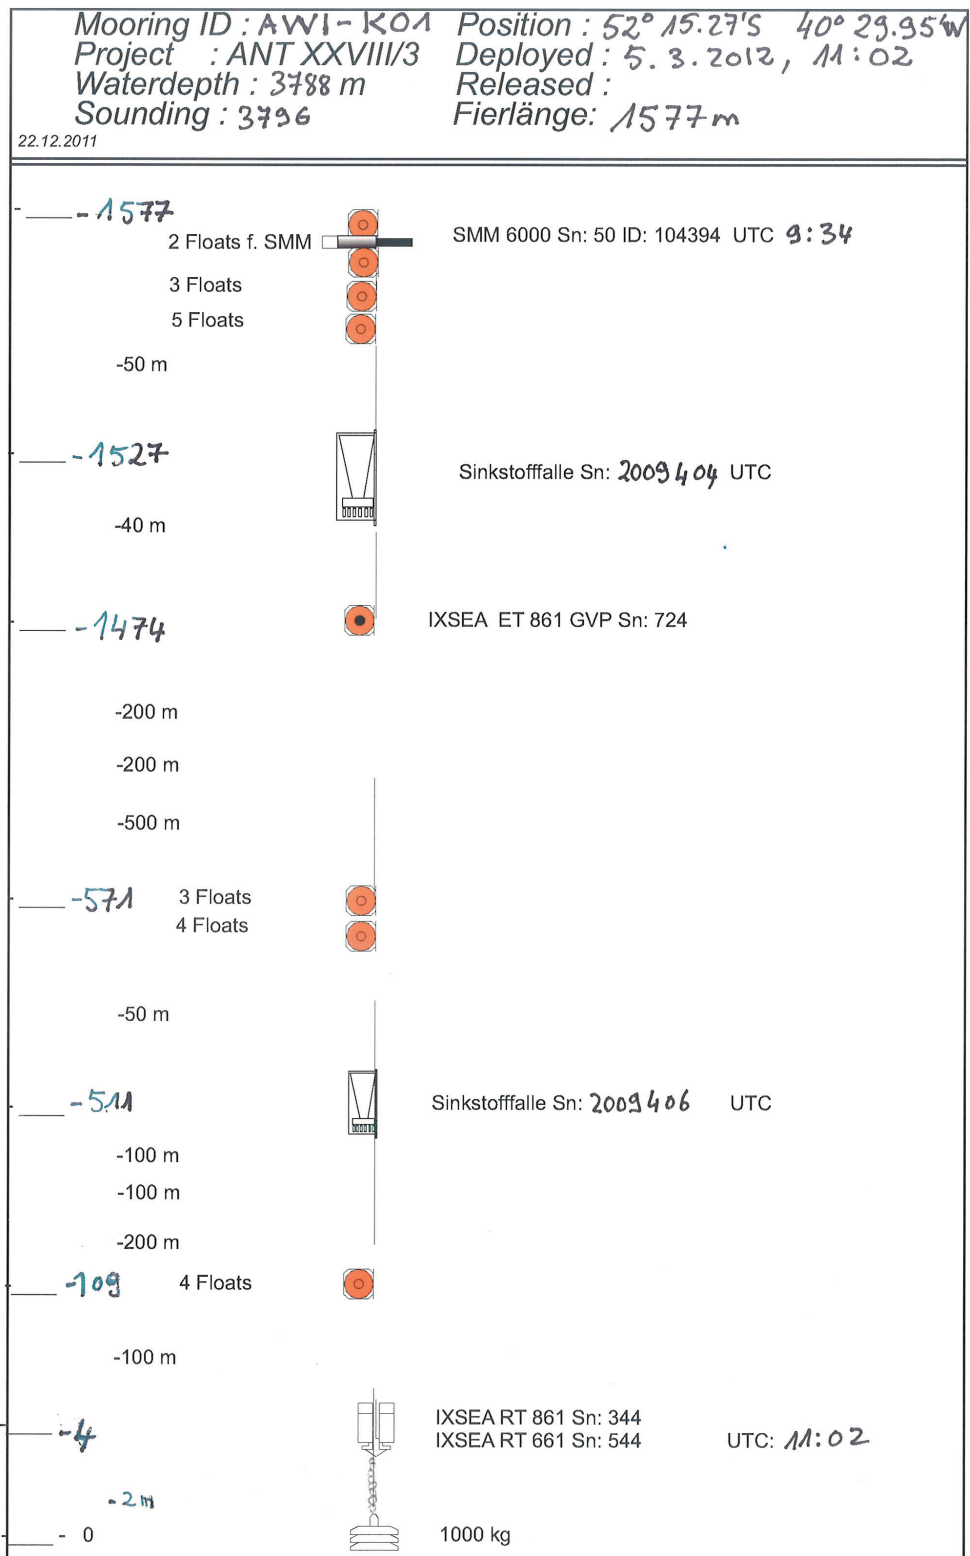 Mooring ID : AWI-K01 Position : 52° 15.27'S 40° 29.95'W
Project : ANT XXVIII/3 Deployed : 5. 3. 2012, 11:02
Waterdepth : 3788 m Released :
Sounding : 3796 Fierlänge: 1577m
22.12.2011
- 1577
2 Floats f. SMM SMM 6000 Sn: 50 ID: 104394 UTC 9:34
3 Floats
5 Floats
-50 m
-1527
Sinkstofffalle Sn: 2009404 UTC
-40 m
-1474 IXSEA ET 861 GVP Sn: 724
-200 m
-200 m
-500 m
-571 3 Floats
4 Floats
-50 m
-511 Sinkstofffalle Sn: 2009406 UTC
-100 m
-100 m
-200 m
-109 4 Floats
-100 m
IXSEA RT 861 Sn: 344
-4 IXSEA RT 661 Sn: 544 UTC: 11:02
- 2m
- 0 1000 kg